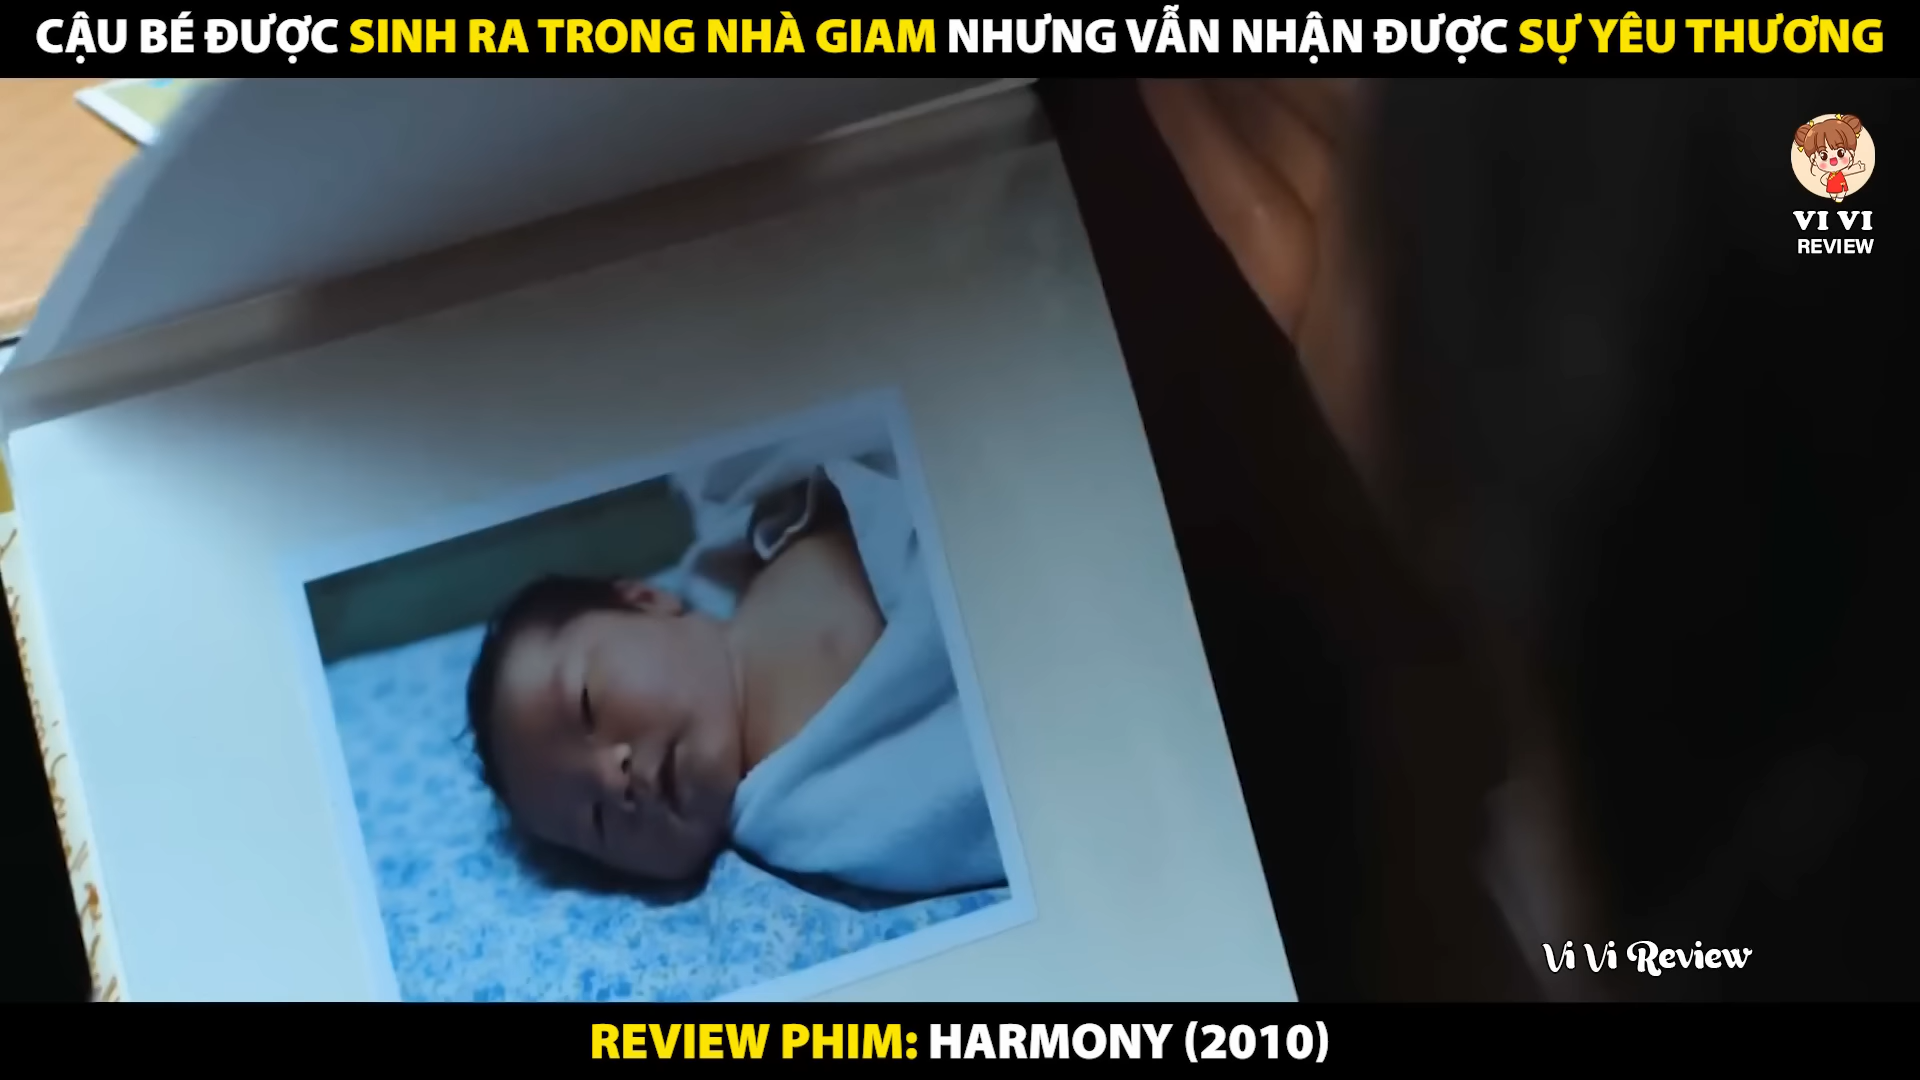 CẬU BÉ ĐƯỢC SINH RA TRONG NHÀ GIAM NHƯNG VẪN NHẬN ĐƯỢC SỰ YÊU THƯƠNG
VI VI
REVIEW
Vi Vi Review
REVIEW PHIM: HARMONY (2010)